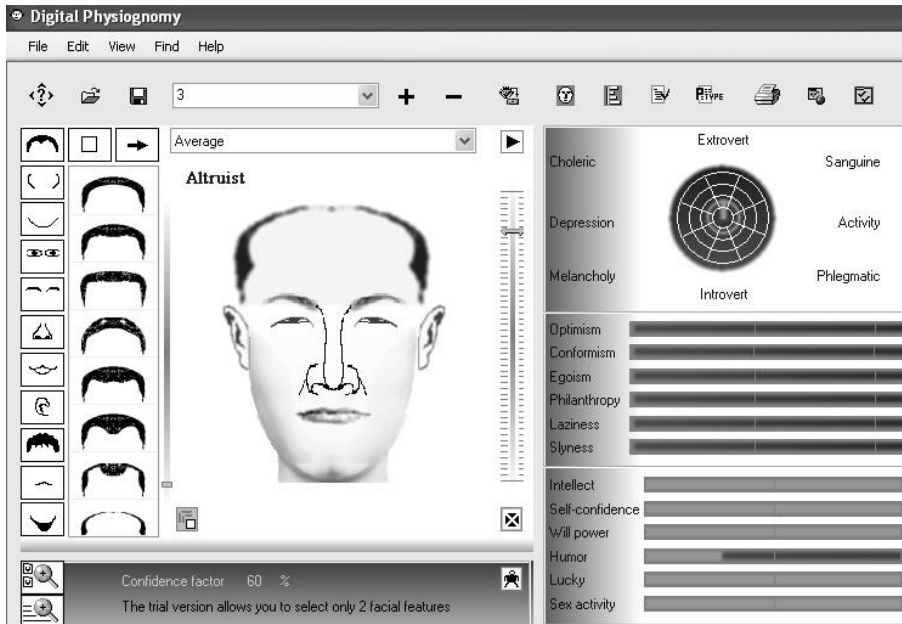 Digital Physiognomy
File Edit View Find Help
3
TYPE
Average
Altruist
Extrovert
Choleric Sanguine
Depression Activity
Melancholy Phlegmatic
Introvert
Optimism
Conformism
Egoism
Philanthropy
Laziness
Slyness
Intellect
Self-confidence
Will power
Humor
Lucky
Sex activity
Confidence factor 60 %
The trial version allows you to select only 2 facial features